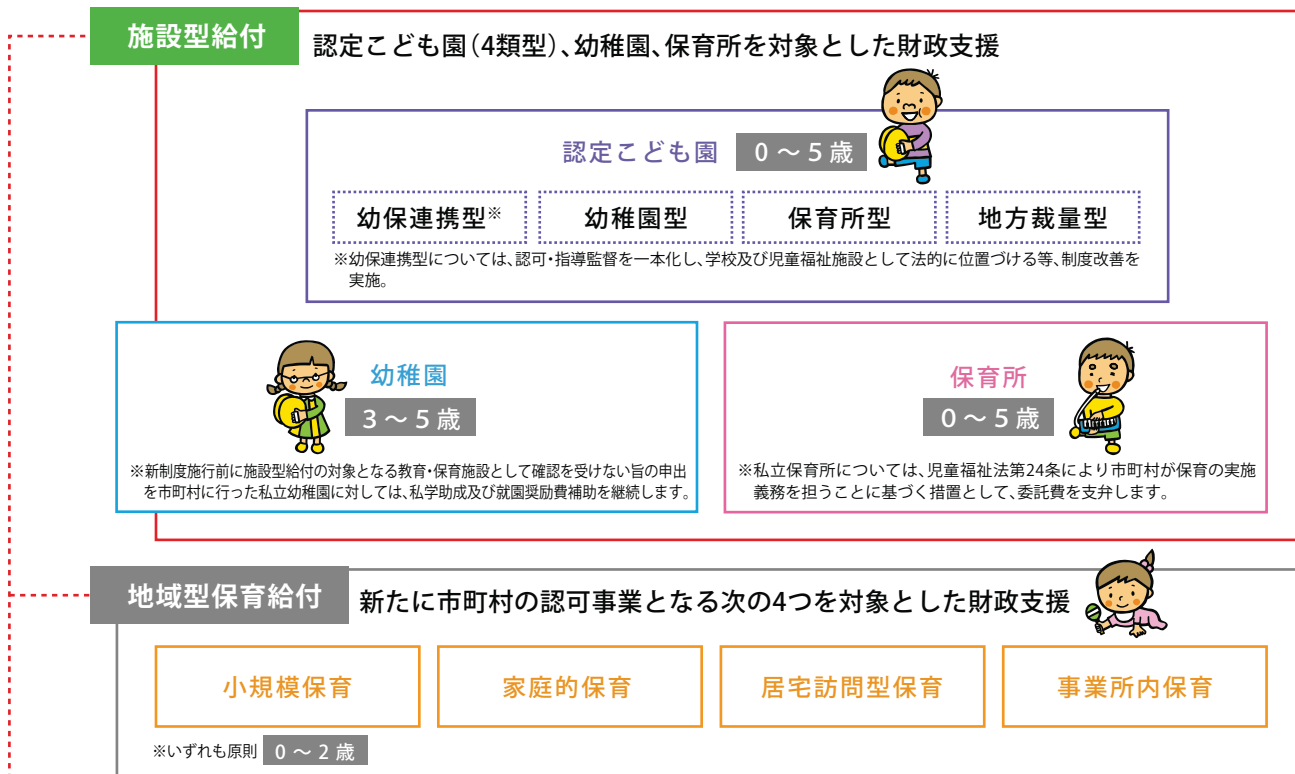 施設型給付
認定こども園(4類型)、幼稚園、保育所を対象とした財政支援
認定こども園 0～5歳
幼保連携型※
幼稚園型
保育所型
地方裁量型
※幼保連携型については、認可・指導監督を一本化し、学校及び児童福祉施設として法的に位置づける等、制度改善を
実施。
幼稚園
3～5歳
※新制度施行前に施設型給付の対象となる教育・保育施設として確認を受けない旨の申出
を市町村に行った私立幼稚園に対しては、私学助成及び就園奨励費補助を継続します。
保育所
0～5歳
※私立保育所については、児童福祉法第24条により市町村が保育の実施
義務を担うことに基づく措置として、委託費を支弁します。
地域型保育給付
新たに市町村の認可事業となる次の4つを対象とした財政支援
小規模保育
家庭的保育
居宅訪問型保育
事業所内保育
※いずれも原則 0～2歳